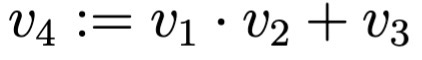 v₄ := v₁ · v₂ + v₃